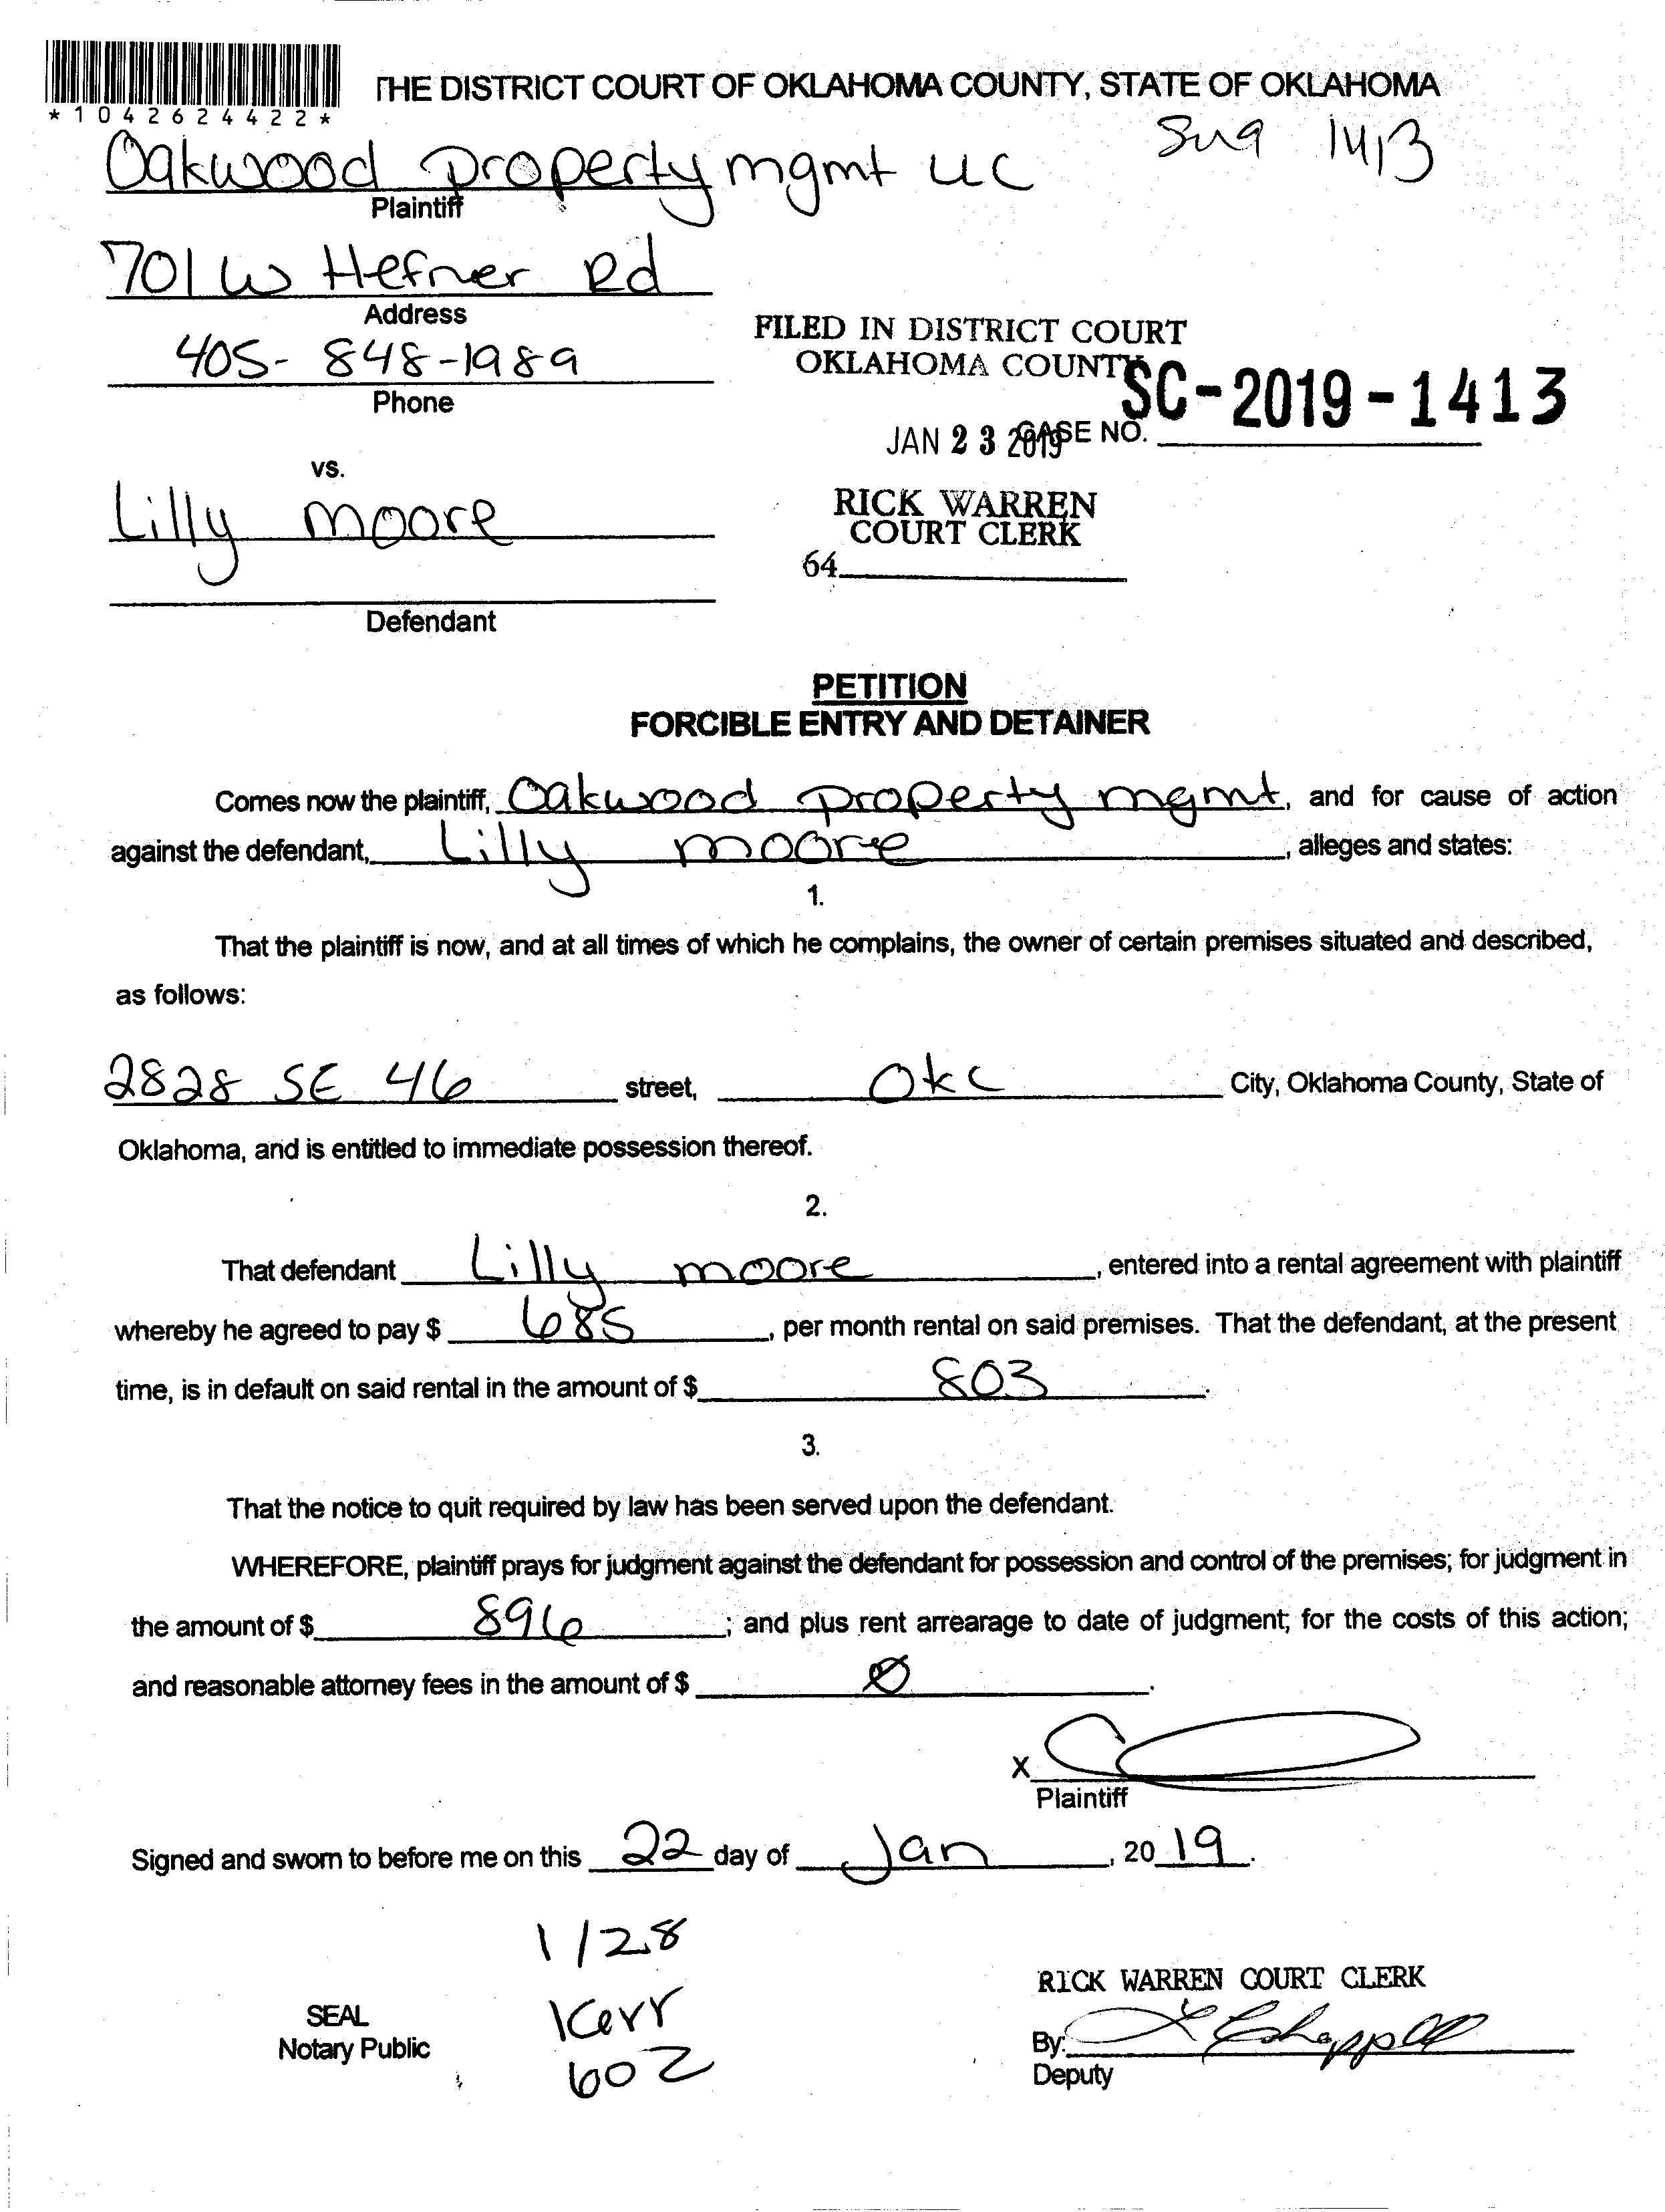 THE DISTRICT COURT OF OKLAHOMA COUNTY, STATE OF OKLAHOMA
*1042624422*
1413
Oakwood property mgmt LLC
Plaintiff
701 W Hefner Rd
Address
405-848-1989
Phone
FILED IN DISTRICT COURT
OKLAHOMA COUNTY
SC-2019-1413
JAN 23 2019
CASE NO.
vs.
RICK WARREN
COURT CLERK
Lilly moore
64
Defendant
PETITION
FORCIBLE ENTRY AND DETAINER
Comes now the plaintiff, Oakwood property mgmt, and for cause of action
against the defendant, Lilly moore, alleges and states:
1.
That the plaintiff is now, and at all times of which he complains, the owner of certain premises situated and described,
as follows:
2828 SE 46 street, OKC City, Oklahoma County, State of
Oklahoma, and is entitled to immediate possession thereof.
2.
That defendant Lilly moore, entered into a rental agreement with plaintiff
whereby he agreed to pay $ 685, per month rental on said premises. That the defendant, at the present
time, is in default on said rental in the amount of $ 803.
3.
That the notice to quit required by law has been served upon the defendant.
WHEREFORE, plaintiff prays for judgment against the defendant for possession and control of the premises; for judgment in
the amount of $ 896; and plus rent arrearage to date of judgment; for the costs of this action;
and reasonable attorney fees in the amount of $ 0.
X
Plaintiff
Signed and sworn to before me on this 22 day of Jan, 2019.
1/28
RICK WARREN COURT CLERK
SEAL
Kerr
Notary Public
By:
602
Deputy